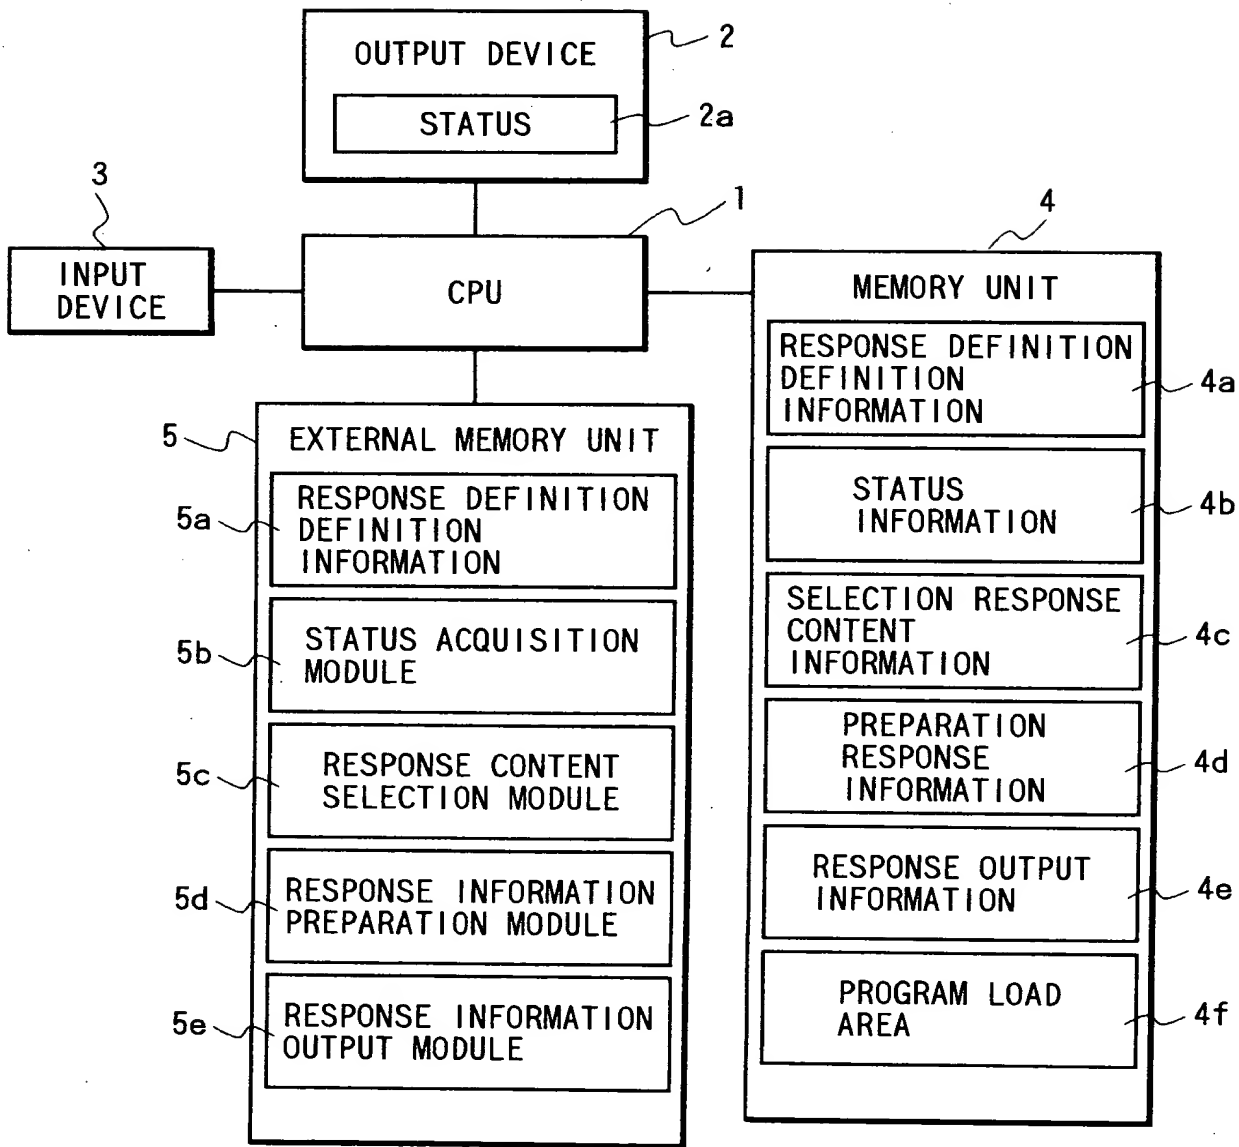 OUTPUT DEVICE
2
STATUS
2a
3
INPUT
DEVICE
1
CPU
4
MEMORY UNIT
RESPONSE DEFINITION
DEFINITION
INFORMATION
4a
STATUS
INFORMATION
4b
SELECTION RESPONSE
CONTENT
INFORMATION
4c
PREPARATION
RESPONSE
INFORMATION
4d
RESPONSE OUTPUT
INFORMATION
4e
PROGRAM LOAD
AREA
4f
5
EXTERNAL MEMORY UNIT
5a
RESPONSE DEFINITION
DEFINITION
INFORMATION
5b
STATUS ACQUISITION
MODULE
5c
RESPONSE CONTENT
SELECTION MODULE
5d
RESPONSE INFORMATION
PREPARATION MODULE
5e
RESPONSE INFORMATION
OUTPUT MODULE